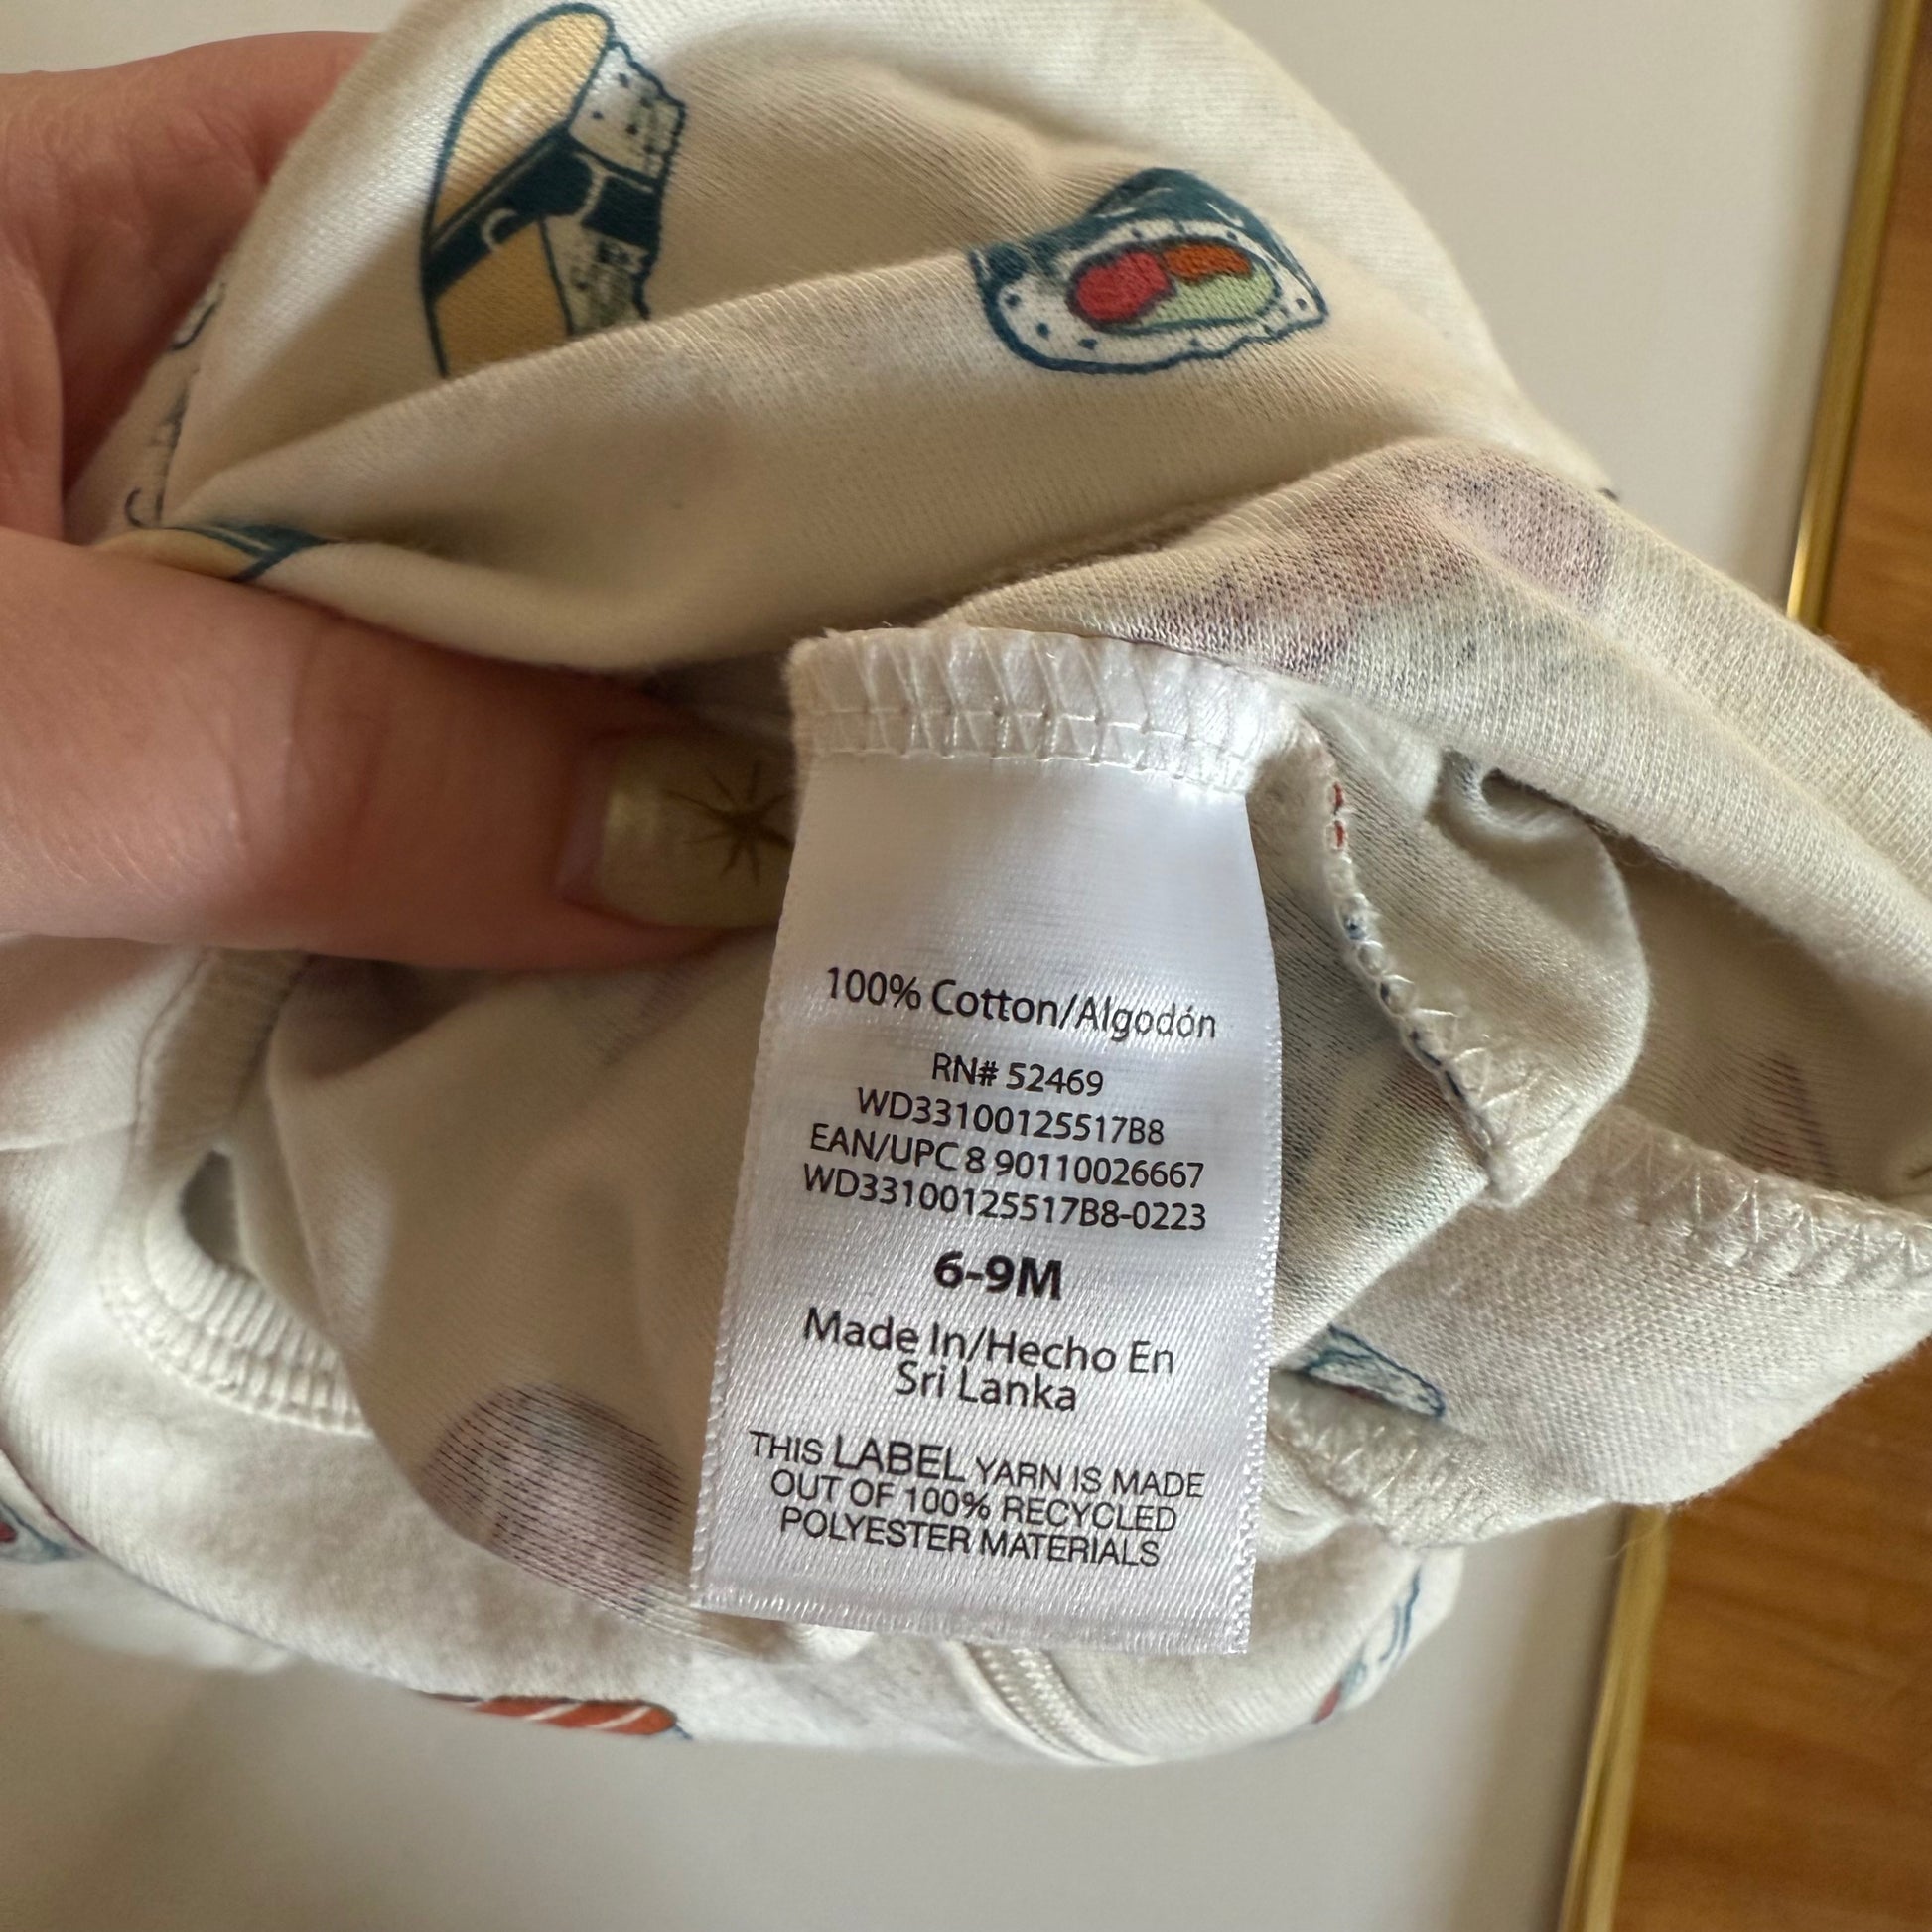 100% Cotton/Algodón
RN# 52469
WD33100125517B8
EAN/UPC 8 90110026667
WD33100125517B8-0223
6-9M
Made In/Hecho En
Sri Lanka
THIS LABEL YARN IS MADE
OUT OF 100% RECYCLED
POLYESTER MATERIALS